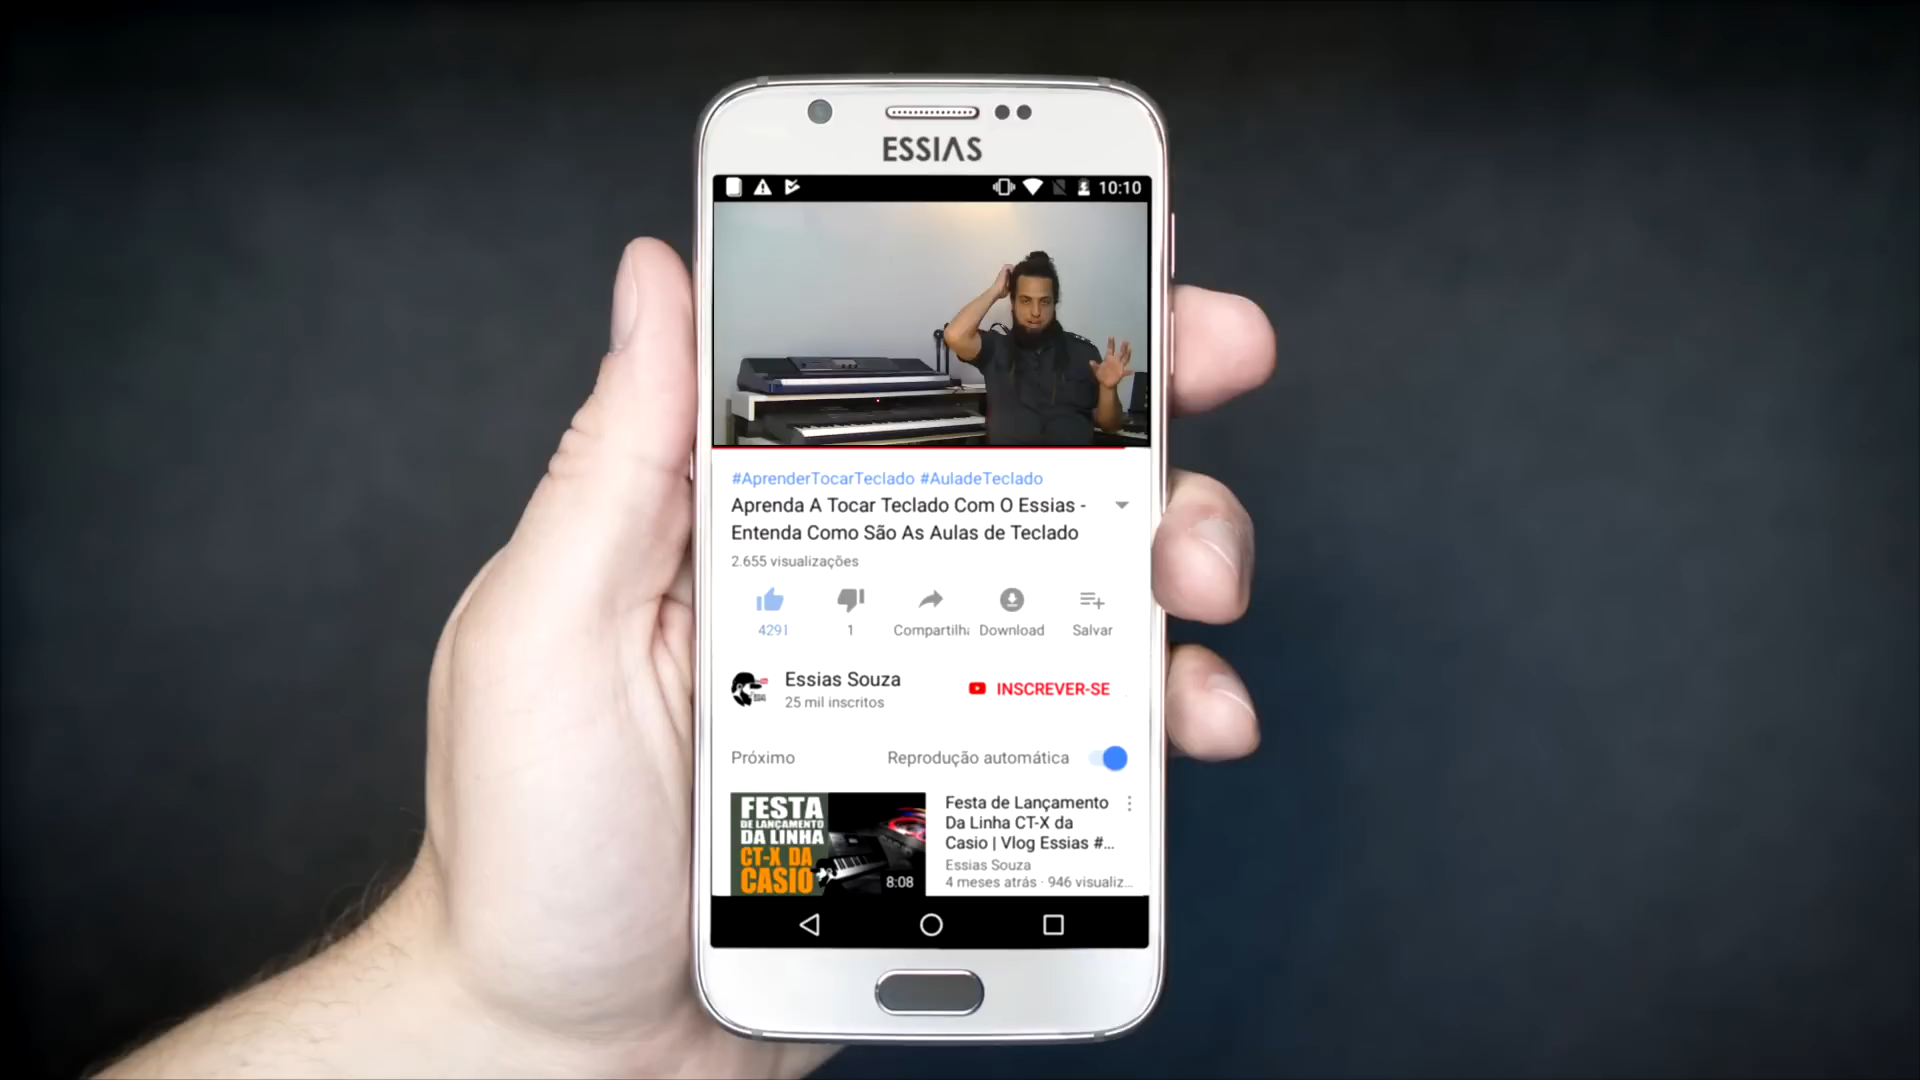 ESSIAS
10:10
#AprenderTocarTeclado #AuladeTeclado
Aprenda A Tocar Teclado Com O Essias -
Entenda Como São As Aulas de Teclado
2.655 visualizações
4291
1
Compartilha
Download
Salvar
Essias Souza
25 mil inscritos
INSCREVER-SE
Próximo
Reprodução automática
FESTA
DE LANÇAMENTO
DA LINHA
CT-X DA
CASIO
8:08
Festa de Lançamento
Da Linha CT-X da
Casio | Vlog Essias #...
Essias Souza
4 meses atrás · 946 visualiz...